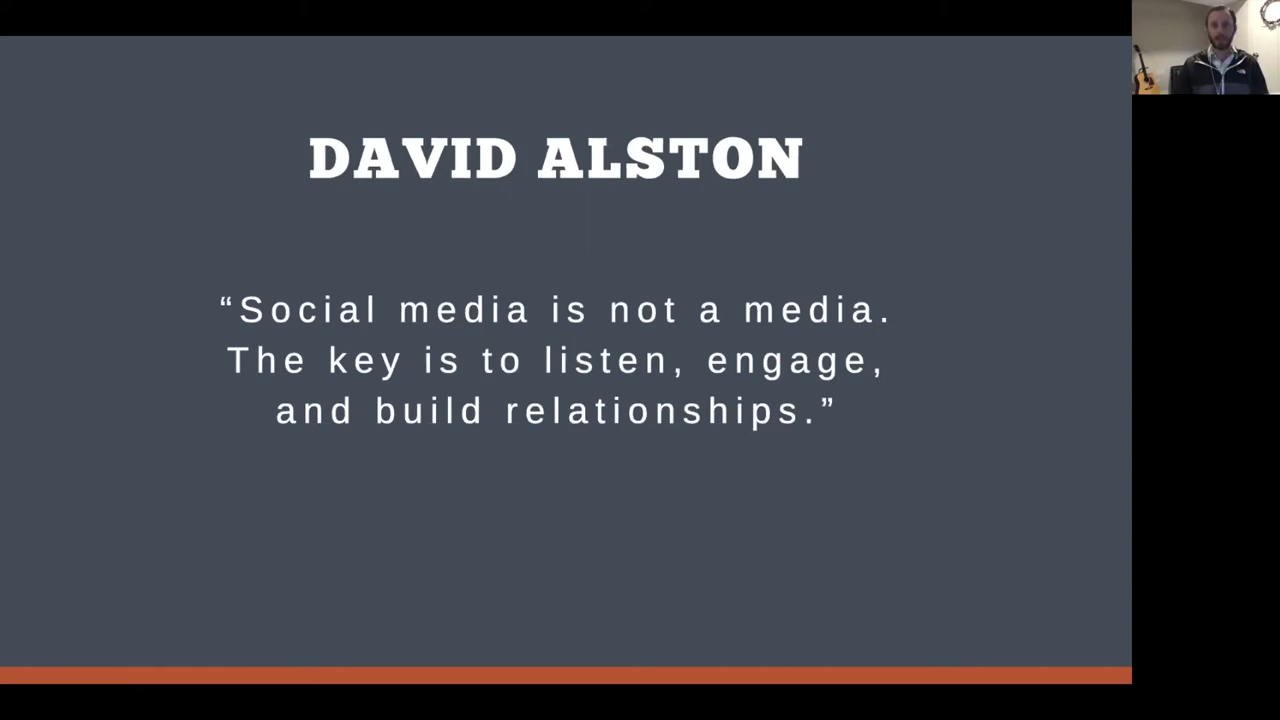 DAVID ALSTON
“Social media is not a media.
The key is to listen, engage,
and build relationships.”